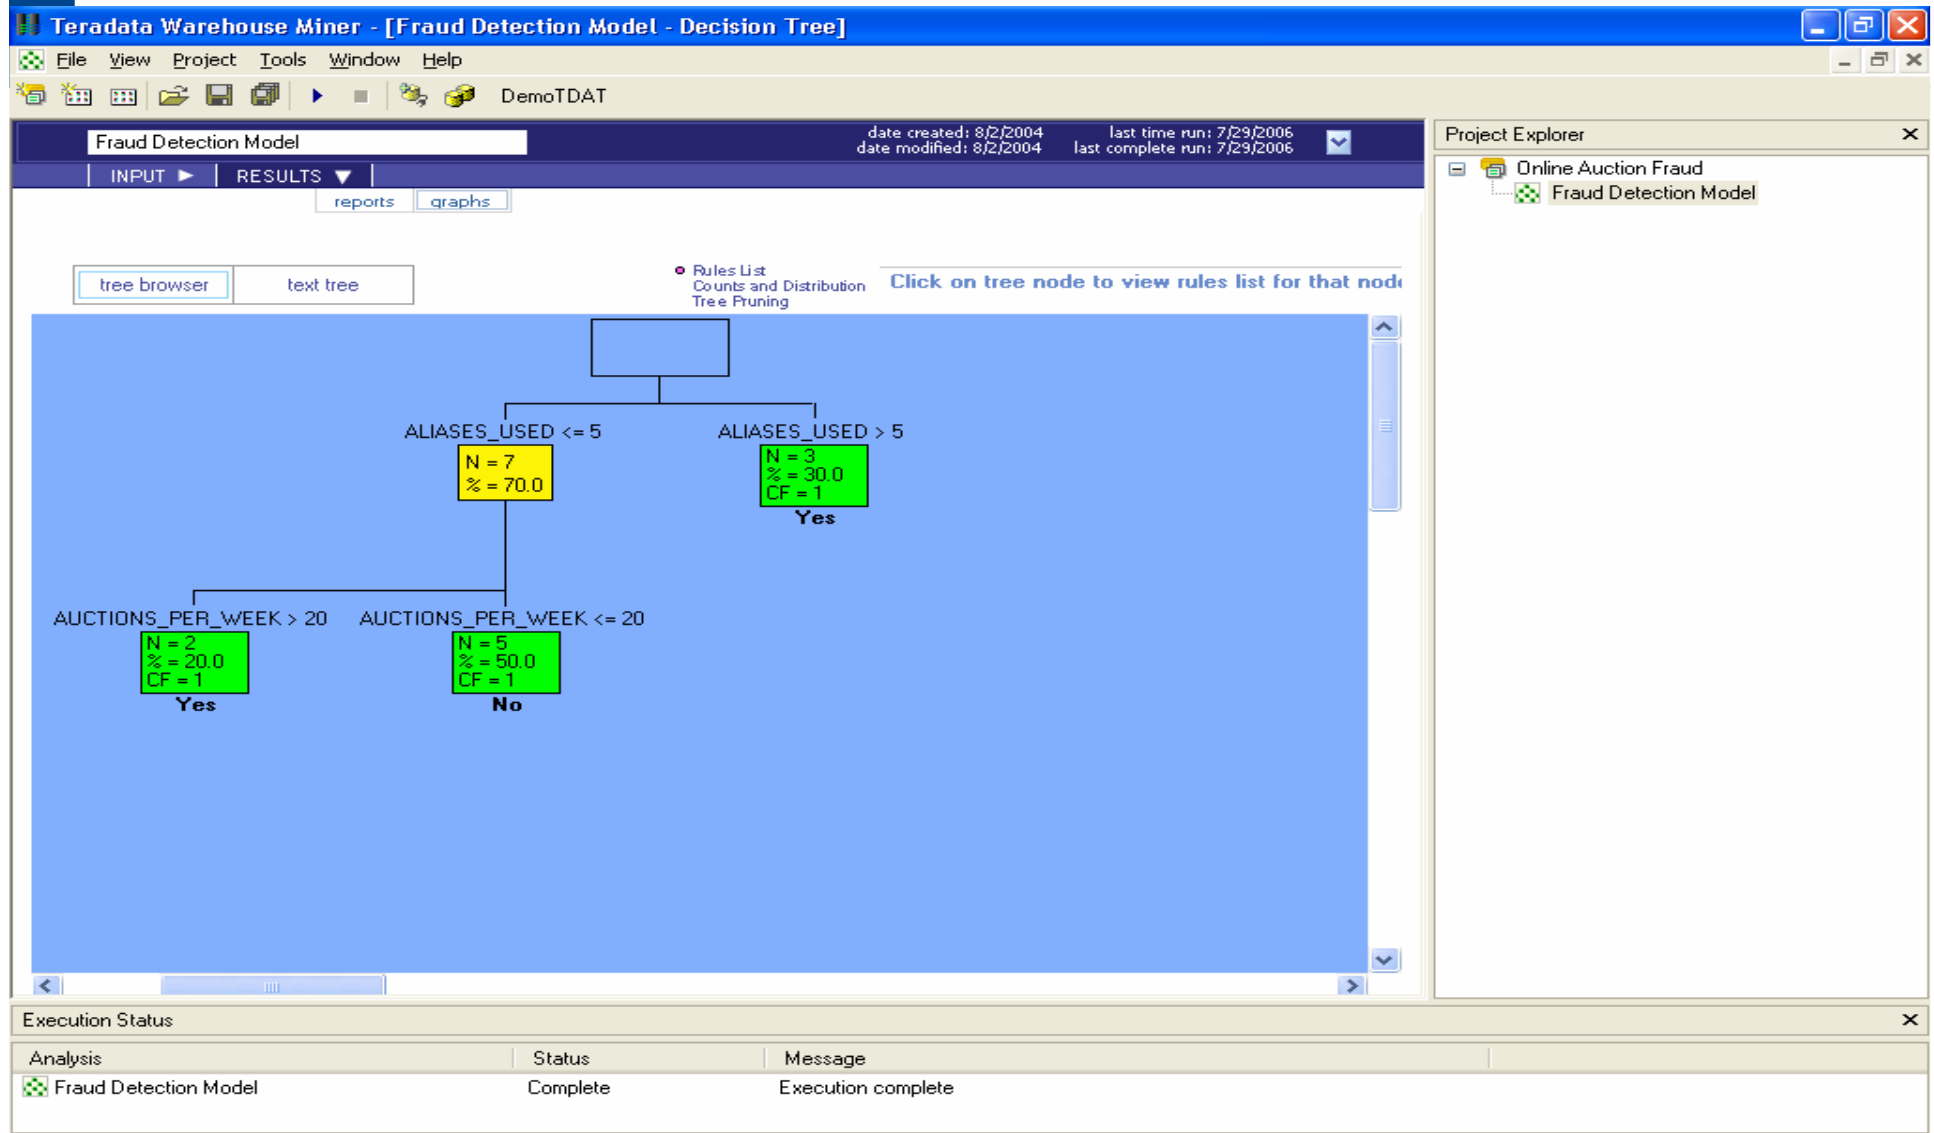 Teradata Warehouse Miner - [Fraud Detection Model - Decision Tree]
File View Project Tools Window Help
DemoTDAT
Fraud Detection Model
date created: 8/2/2004 last time run: 7/29/2006
date modified: 8/2/2004 last complete run: 7/29/2006
INPUT RESULTS
reports graphs
tree browser text tree
Rules List
Counts and Distribution
Tree Pruning
Click on tree node to view rules list for that node
ALIASES_USED <= 5 ALIASES_USED > 5
N = 7
% = 70.0
N = 3
% = 30.0
CF = 1
Yes
AUCTIONS_PER_WEEK > 20 AUCTIONS_PER_WEEK <= 20
N = 2
% = 20.0
CF = 1
Yes
N = 5
% = 50.0
CF = 1
No
Project Explorer
Online Auction Fraud
Fraud Detection Model
Execution Status
Analysis Status Message
Fraud Detection Model Complete Execution complete